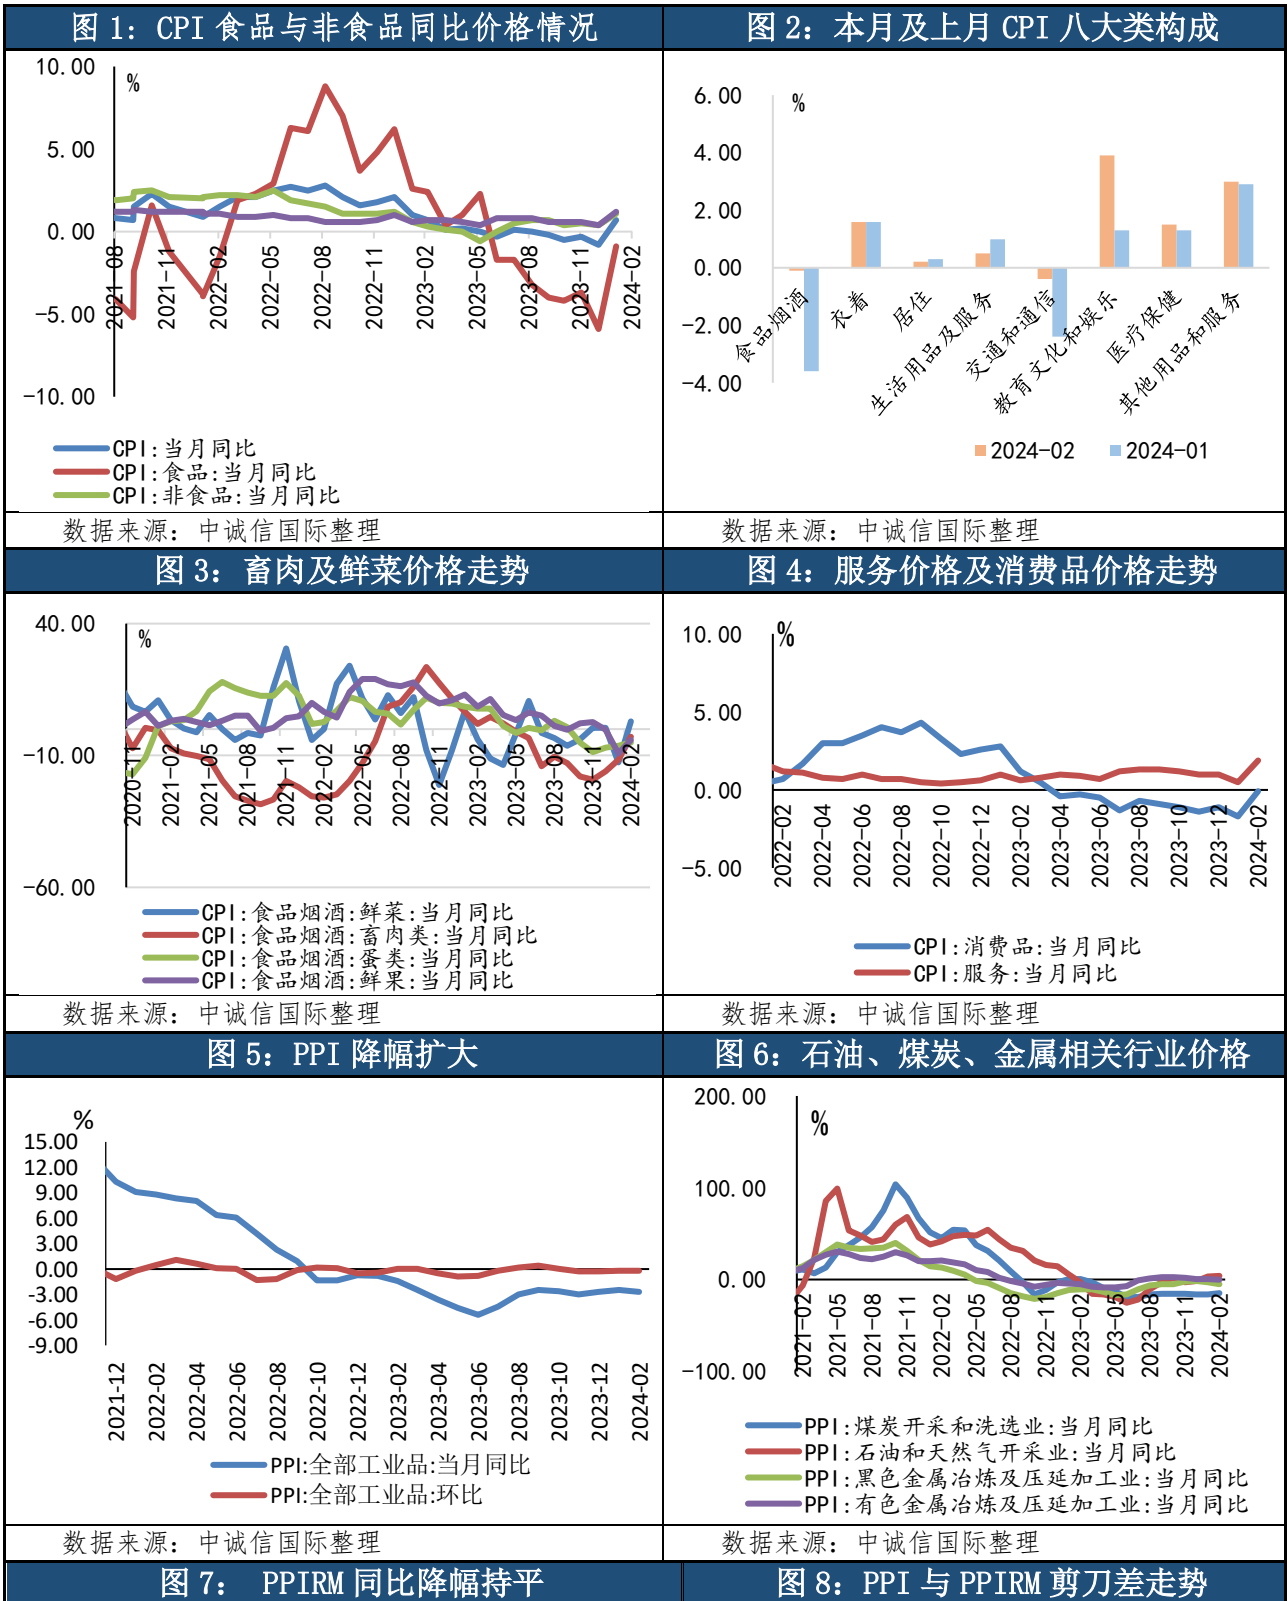 图 1：CPI 食品与非食品同比价格情况
10.00
%
5.00
0.00
-5.00
-10.00
2021-08
2021-11
2022-02
2022-05
2022-08
2022-11
2023-02
2023-05
2023-08
2023-11
2024-02
CPI:当月同比
CPI:食品:当月同比
CPI:非食品:当月同比
数据来源：中诚信国际整理
图 2：本月及上月 CPI 八大类构成
6.00
%
4.00
2.00
0.00
-2.00
-4.00
食品烟酒
衣着
居住
生活用品及服务
交通和通信
教育文化和娱乐
医疗保健
其他用品和服务
2024-02
2024-01
数据来源：中诚信国际整理
图 3：畜肉及鲜菜价格走势
40.00
%
-10.00
-60.00
2020-11
2021-02
2021-05
2021-08
2021-11
2022-02
2022-05
2022-08
2022-11
2023-02
2023-05
2023-08
2023-11
2024-02
CPI:食品烟酒:鲜菜:当月同比
CPI:食品烟酒:畜肉类:当月同比
CPI:食品烟酒:蛋类:当月同比
CPI:食品烟酒:鲜果:当月同比
数据来源：中诚信国际整理
图 4：服务价格及消费品价格走势
10.00
%
5.00
0.00
-5.00
2022-02
2022-04
2022-06
2022-08
2022-10
2022-12
2023-02
2023-04
2023-06
2023-08
2023-10
2023-12
2024-02
CPI:消费品:当月同比
CPI:服务:当月同比
数据来源：中诚信国际整理
图 5：PPI 降幅扩大
%
15.00
12.00
9.00
6.00
3.00
0.00
-3.00
-6.00
-9.00
2021-12
2022-02
2022-04
2022-06
2022-08
2022-10
2022-12
2023-02
2023-04
2023-06
2023-08
2023-10
2023-12
2024-02
PPI:全部工业品:当月同比
PPI:全部工业品:环比
数据来源：中诚信国际整理
图 6：石油、煤炭、金属相关行业价格
200.00
%
100.00
0.00
-100.00
2021-02
2021-05
2021-08
2021-11
2022-02
2022-05
2022-08
2022-11
2023-02
2023-05
2023-08
2023-11
2024-02
PPI:煤炭开采和洗选业:当月同比
PPI:石油和天然气开采业:当月同比
PPI:黑色金属冶炼及压延加工业:当月同比
PPI:有色金属冶炼及压延加工业:当月同比
数据来源：中诚信国际整理
图 7： PPIRM 同比降幅持平
图 8：PPI 与 PPIRM 剪刀差走势